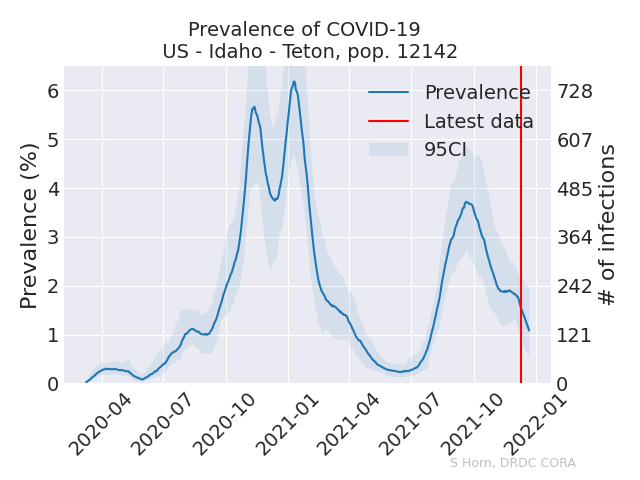 Prevalence of COVID-19
US - Idaho - Teton, pop. 12142
Prevalence
Latest data
95CI
Prevalence (%)
6
5
4
3
2
1
0
728
607
485
364
242
121
0
# of infections
2020-04
2020-07
2020-10
2021-01
2021-04
2021-07
2021-10
2022-01
S Horn, DRDC CORA